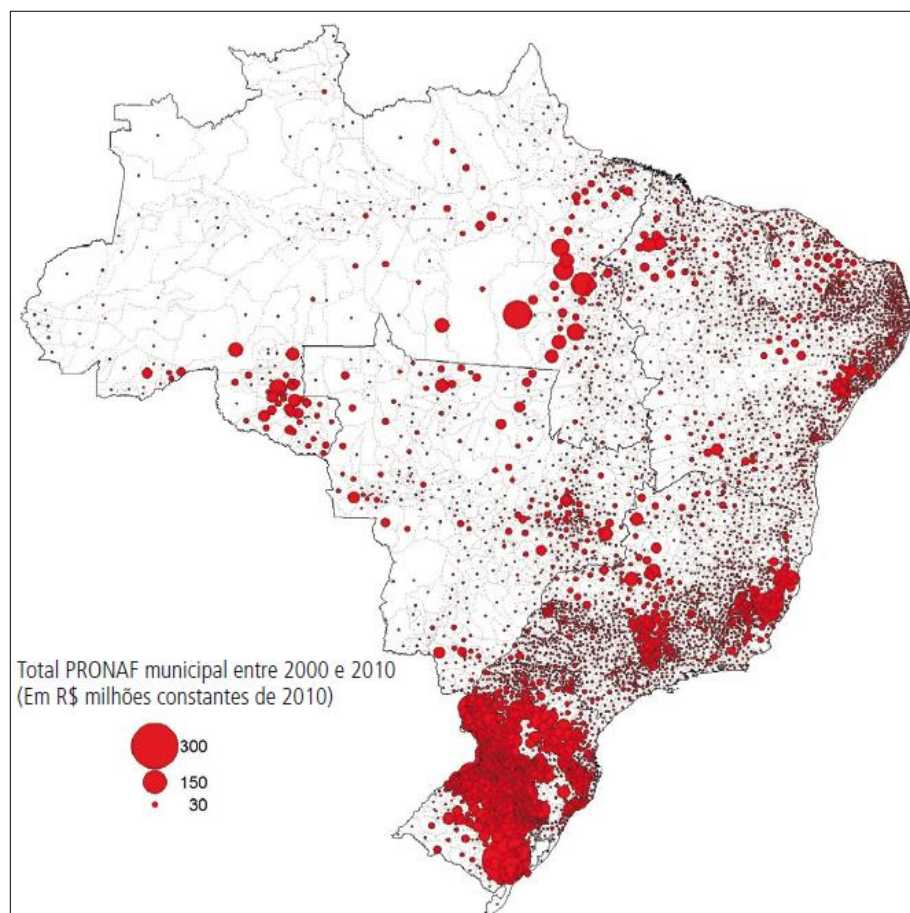 Total PRONAF municipal entre 2000 e 2010
(Em R$ milhões constantes de 2010)
300
150
30